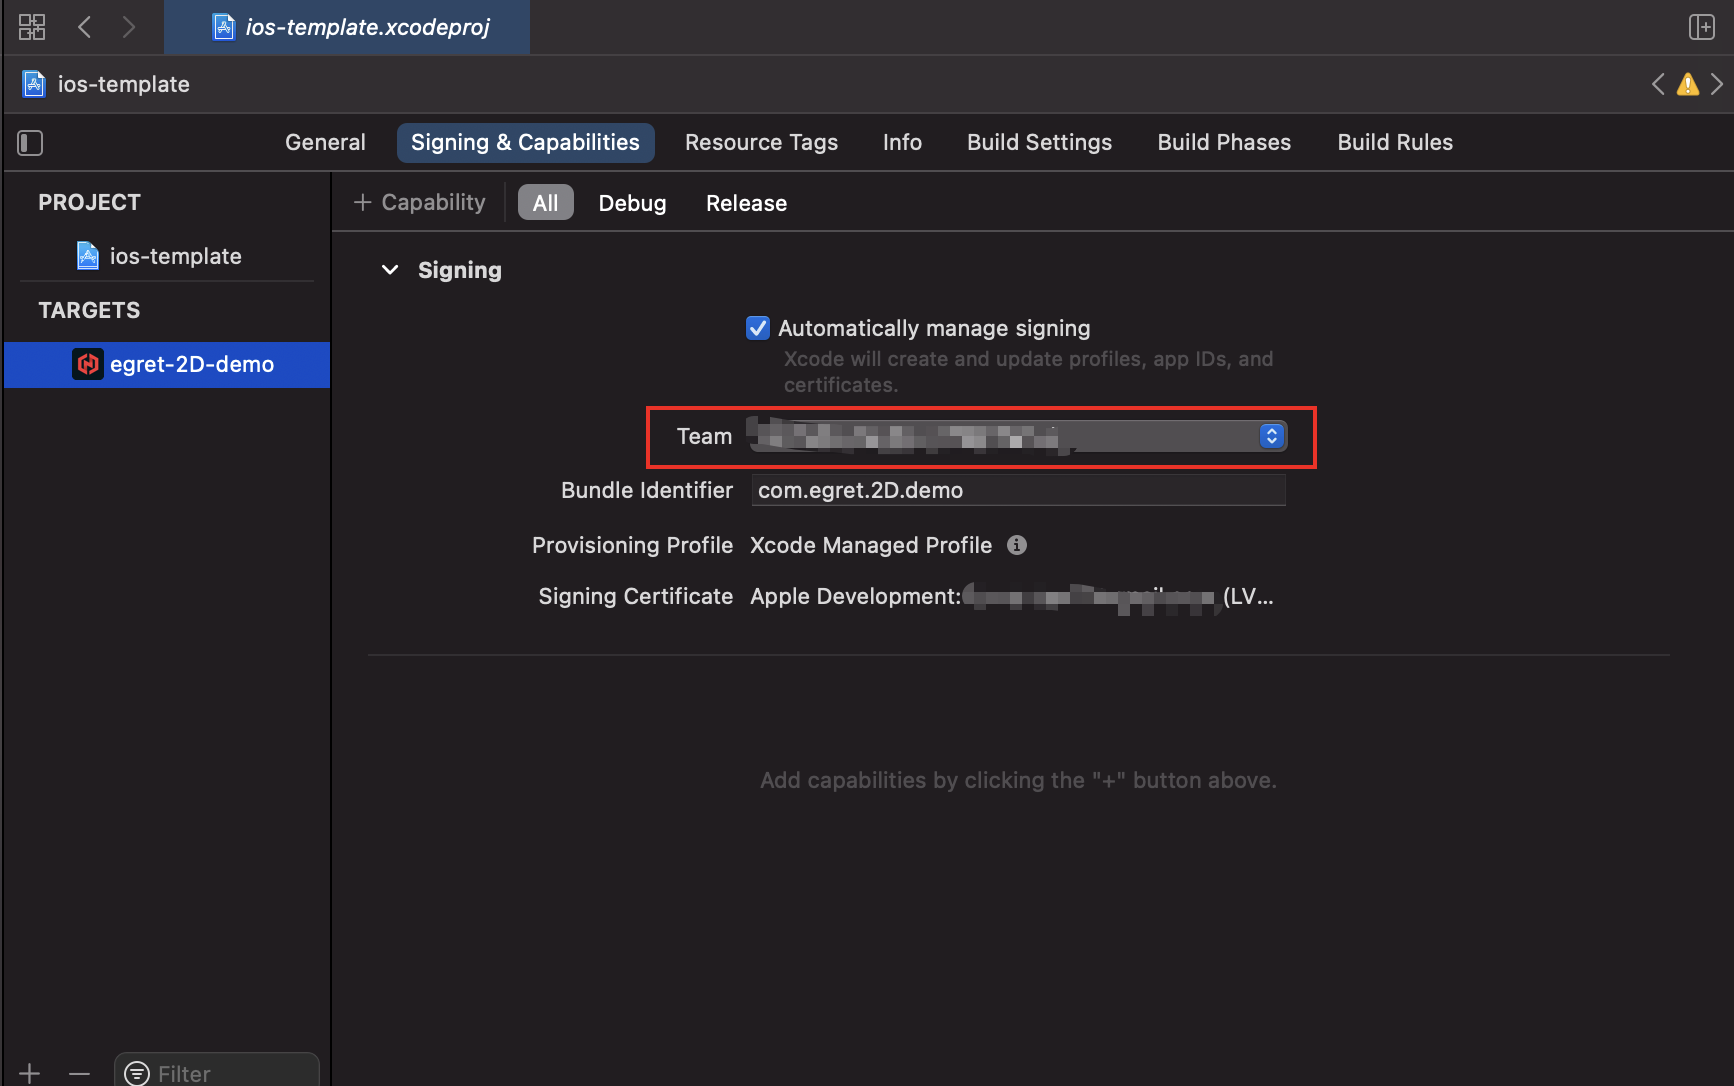 ios-template.xcodeproj
ios-template
General Signing & Capabilities Resource Tags Info Build Settings Build Phases Build Rules
PROJECT
ios-template
TARGETS
egret-2D-demo
+ Capability All Debug Release
Signing
Automatically manage signing
Xcode will create and update profiles, app IDs, and
certificates.
Team
Bundle Identifier com.egret.2D.demo
Provisioning Profile Xcode Managed Profile
Signing Certificate Apple Development: (LV...
Add capabilities by clicking the "+" button above.
Filter